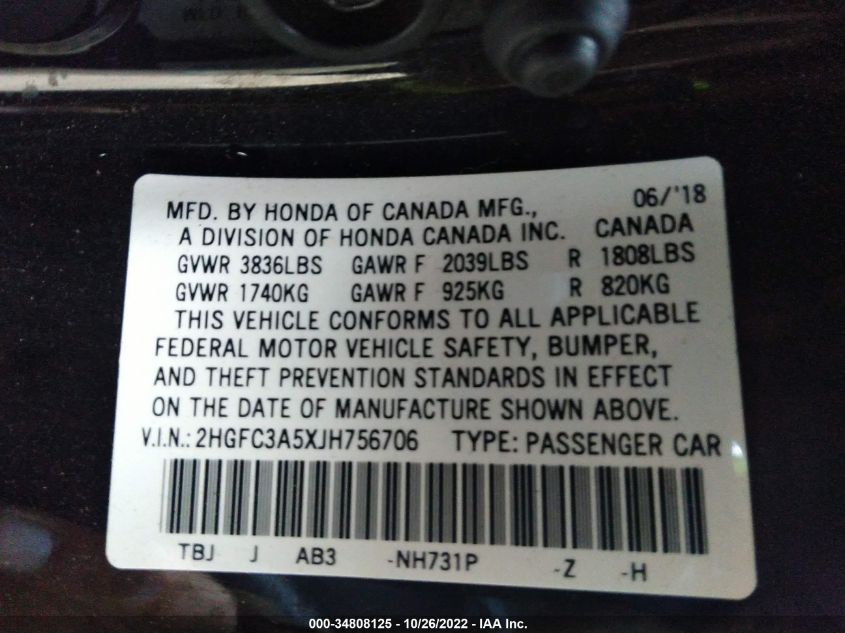 MFD. BY HONDA OF CANADA MFG., 06/'18
A DIVISION OF HONDA CANADA INC. CANADA
GVWR 3836LBS GAWR F 2039LBS R 1808LBS
GVWR 1740KG GAWR F 925KG R 820KG
THIS VEHICLE CONFORMS TO ALL APPLICABLE
FEDERAL MOTOR VEHICLE SAFETY, BUMPER,
AND THEFT PREVENTION STANDARDS IN EFFECT
ON THE DATE OF MANUFACTURE SHOWN ABOVE.
V.I.N.: 2HGFC3A5XJH756706 TYPE: PASSENGER CAR
TBJ J AB3 -NH731P -Z -H
000-34808125 - 10/26/2022 - IAA Inc.